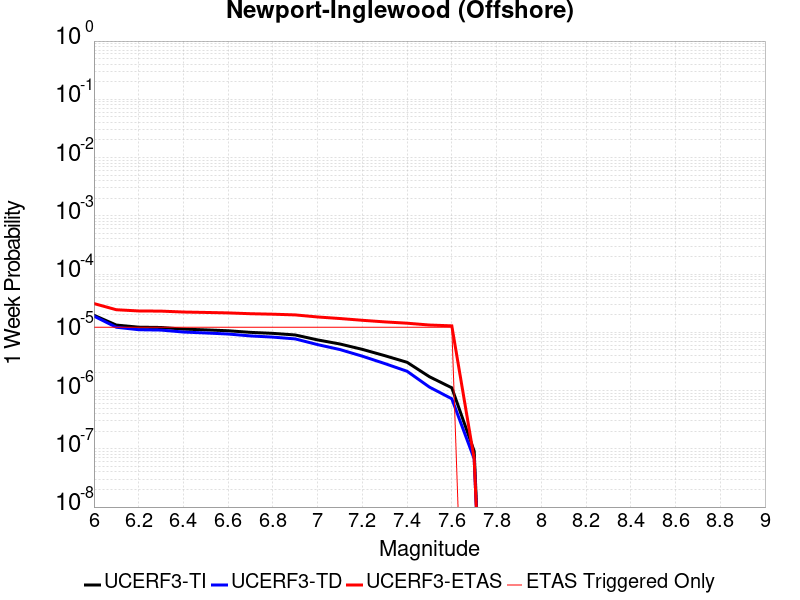 Newport-Inglewood (Offshore)
10^0
10^-1
10^-2
10^-3
10^-4
10^-5
10^-6
10^-7
10^-8
1 Week Probability
6 6.2 6.4 6.6 6.8 7 7.2 7.4 7.6 7.8 8 8.2 8.4 8.6 8.8 9
Magnitude
UCERF3-TI UCERF3-TD UCERF3-ETAS ETAS Triggered Only